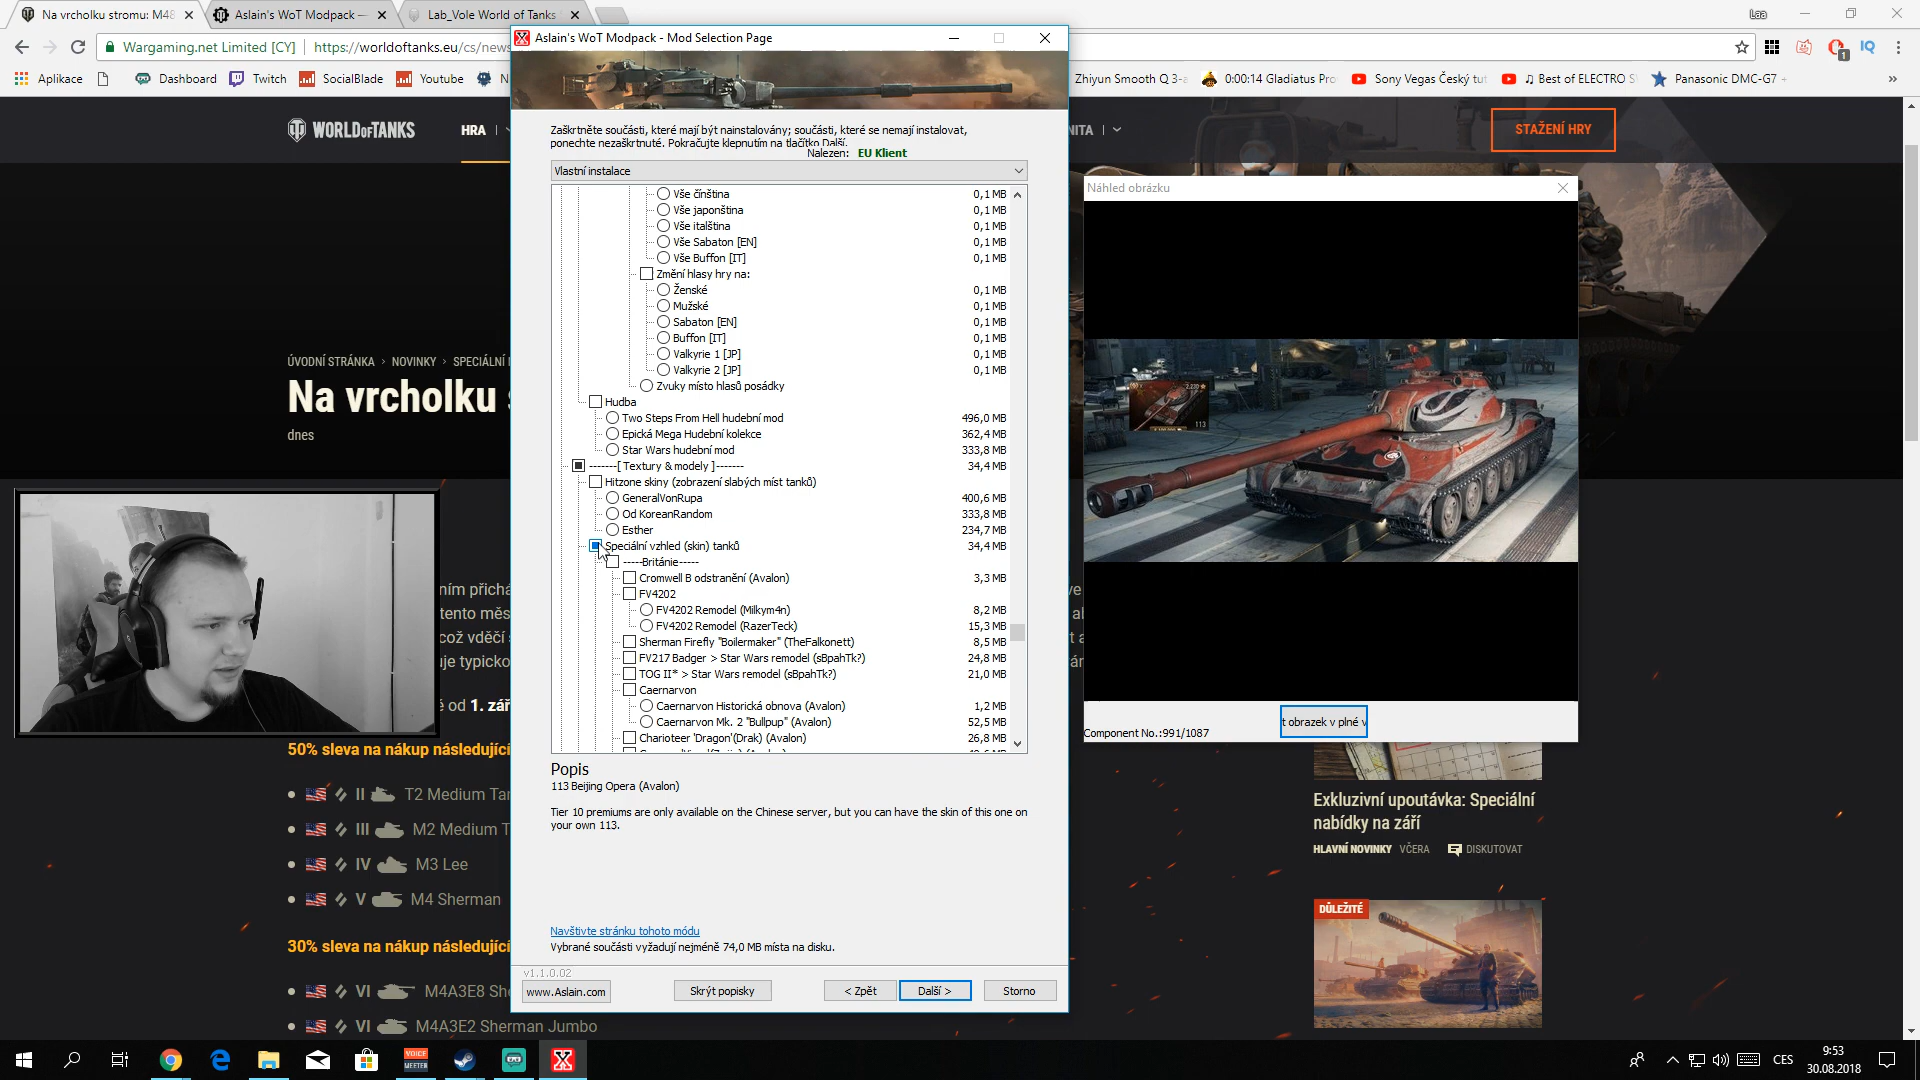 Na vrcholku stromu: M48
Aslain's WoT Modpack —
Lab_Vole World of Tanks
Laa
Wargaming.net Limited [CY]
https://worldoftanks.eu/cs/news
Aplikace
Dashboard
Twitch
SocialBlade
Youtube
Zhiyun Smooth Q 3-a
0:00:14 Gladiatus Pro
Sony Vegas Český tut
♫ Best of ELECTRO S
Panasonic DMC-G7 -
»
WORLD OF TANKS
HRA
NITA
STAŽENÍ HRY
ÚVODNÍ STRÁNKA > NOVINKY > SPECIÁLNÍ
Na vrcholku
dnes
50% sleva na nákup následující
II T2 Medium Tan
III M2 Medium T
IV M3 Lee
V M4 Sherman
30% sleva na nákup následující
VI M4A3E8 She
VI M4A3E2 Sherman Jumbo
Aslain's WoT Modpack - Mod Selection Page
Zaškrtněte součásti, které mají být nainstalovány; součásti, které se nemají instalovat,
ponechte nezaškrtnuté. Pokračujte klepnutím na tlačítko Další.
Nalezen: EU Klient
Vlastní instalace
Vše čínština 0,1 MB
Vše japonština 0,1 MB
Vše italština 0,1 MB
Vše Sabaton [EN] 0,1 MB
Vše Buffon [IT] 0,1 MB
Změní hlasy hry na:
Ženské 0,1 MB
Mužské 0,1 MB
Sabaton [EN] 0,1 MB
Buffon [IT] 0,1 MB
Valkyrie 1 [JP] 0,1 MB
Valkyrie 2 [JP] 0,1 MB
Zvuky místo hlasů posádky
Hudba
Two Steps From Hell hudební mod 496,0 MB
Epická Mega Hudební kolekce 362,4 MB
Star Wars hudební mod 333,8 MB
-------[ Textury & modely ]------- 34,4 MB
Hitzone skiny (zobrazení slabých míst tanků)
GeneralVonRupa 400,6 MB
Od KoreanRandom 333,8 MB
Esther 234,7 MB
Speciální vzhled (skin) tanků 34,4 MB
-----Británie-----
Cromwell B odstranění (Avalon) 3,3 MB
FV4202
FV4202 Remodel (Milkym4n) 8,2 MB
FV4202 Remodel (RazerTeck) 15,3 MB
Sherman Firefly "Boilermaker" (TheFalkonett) 8,5 MB
FV217 Badger > Star Wars remodel (sBpahTk?) 24,8 MB
TOG II* > Star Wars remodel (sBpahTk?) 21,0 MB
Caernarvon
Caernarvon Historická obnova (Avalon) 1,2 MB
Caernarvon Mk. 2 "Bullpup" (Avalon) 52,5 MB
Charioteer 'Dragon'(Drak) (Avalon) 26,8 MB
Popis
113 Beijing Opera (Avalon)
Tier 10 premiums are only available on the Chinese server, but you can have the skin of this one on
your own 113.
Navštivte stránku tohoto módu
Vybrané součásti vyžadují nejméně 74,0 MB místa na disku.
v1.1.0.02
www.Aslain.com
Skrýt popisky
< Zpět
Další >
Storno
Náhled obrázku
113
Component No.:991/1087
t obrazek v plné v
Exkluzivní upoutávka: Speciální
nabídky na září
HLAVNÍ NOVINKY VČERA DISKUTOVAT
DŮLEŽITÉ
VOICE
MEETER
CES
9:53
30.08.2018